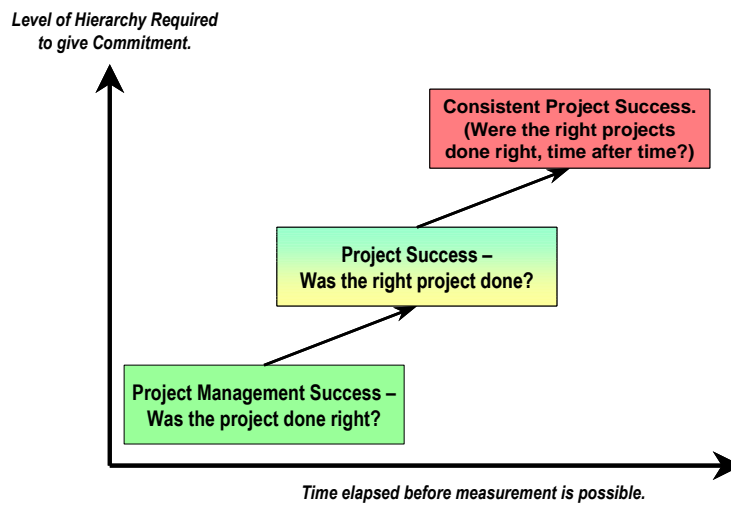 Level of Hierarchy Required
to give Commitment.
Consistent Project Success.
(Were the right projects
done right, time after time?)
Project Success –
Was the right project done?
Project Management Success –
Was the project done right?
Time elapsed before measurement is possible.